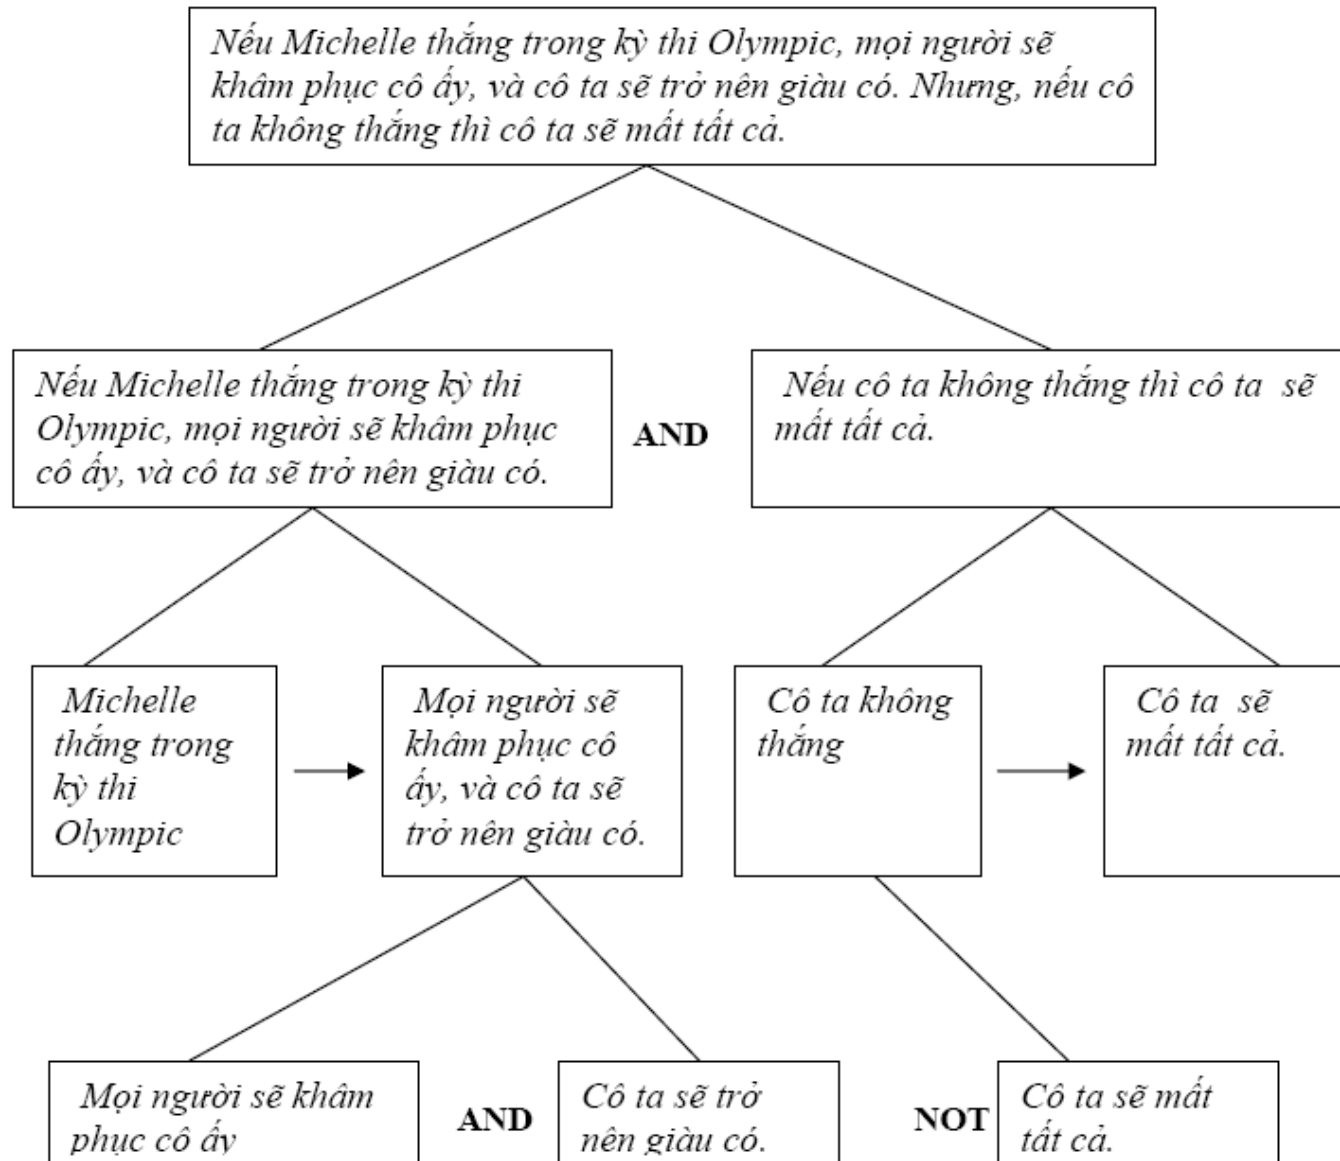 Nếu Michelle thắng trong kỳ thi Olympic, mọi người sẽ
khâm phục cô ấy, và cô ta sẽ trở nên giàu có. Nhưng, nếu cô
ta không thắng thì cô ta sẽ mất tất cả.
Nếu Michelle thắng trong kỳ thi
Olympic, mọi người sẽ khâm phục
cô ấy, và cô ta sẽ trở nên giàu có.
AND
Nếu cô ta không thắng thì cô ta sẽ
mất tất cả.
Michelle
thắng trong
kỳ thi
Olympic
Mọi người sẽ
khâm phục cô
ấy, và cô ta sẽ
trở nên giàu có.
Cô ta không
thắng
Cô ta sẽ
mất tất cả.
Mọi người sẽ khâm
phục cô ấy
AND
Cô ta sẽ trở
nên giàu có.
NOT
Cô ta sẽ mất
tất cả.